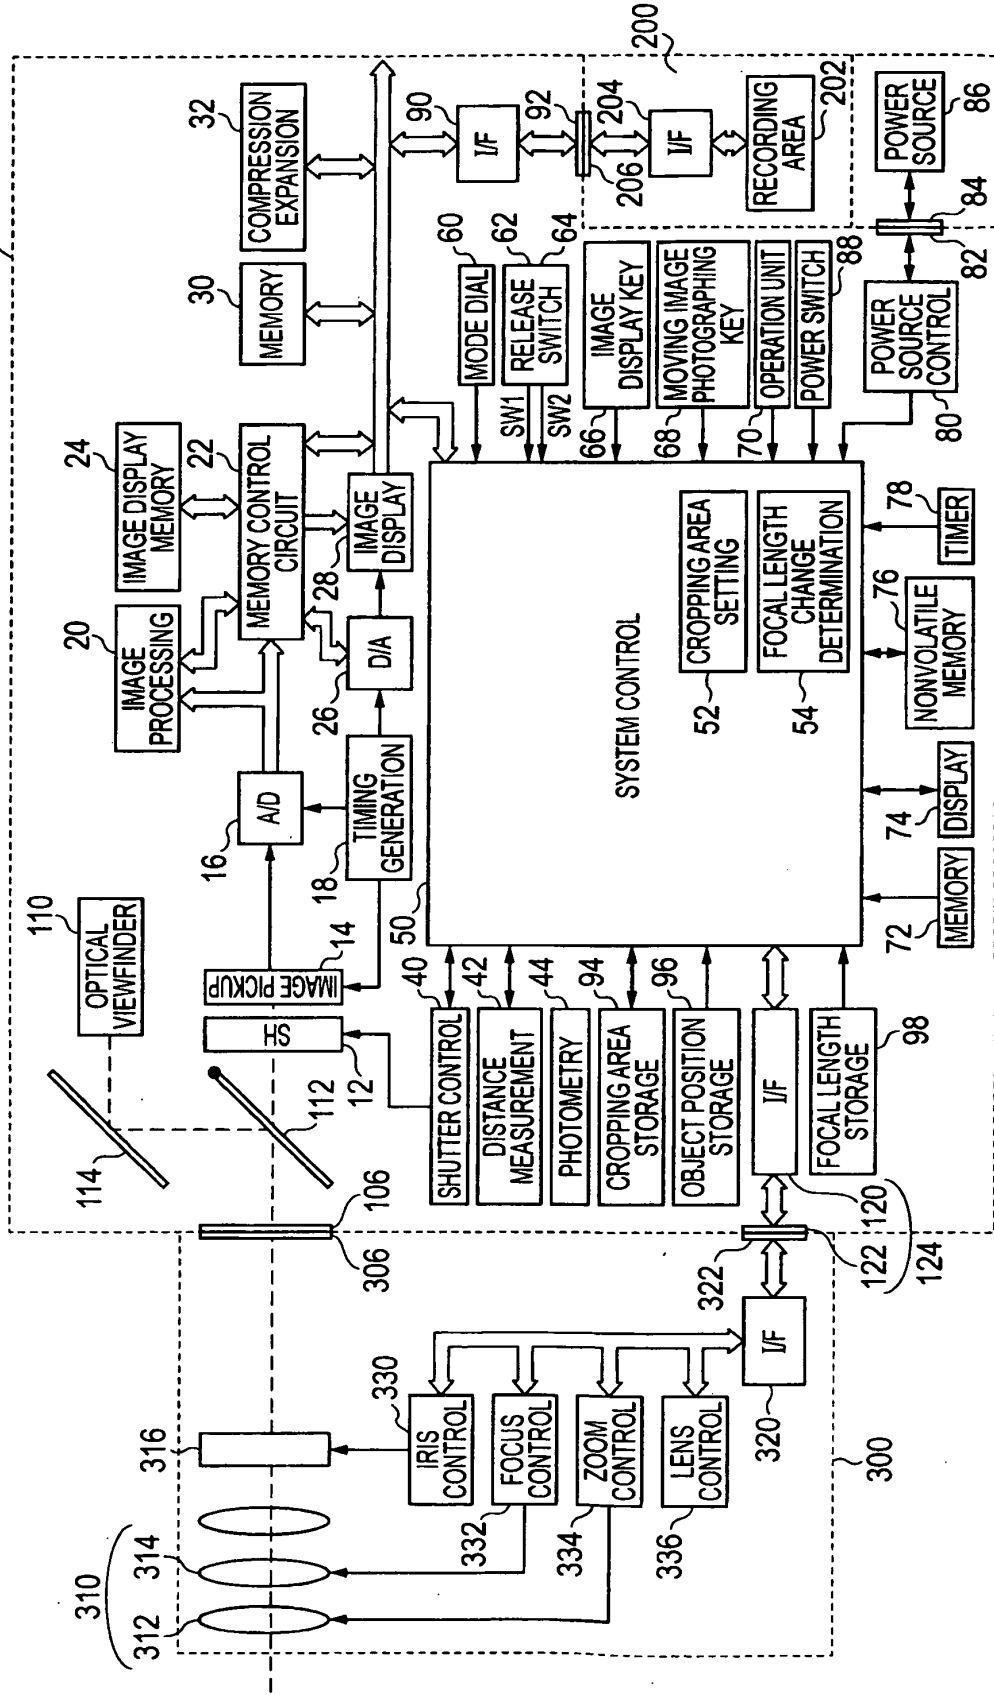 32
COMPRESSION
EXPANSION
30
MEMORY
24
IMAGE DISPLAY
MEMORY
22
MEMORY CONTROL
CIRCUIT
20
IMAGE
PROCESSING
28
IMAGE
DISPLAY
26
D/A
16
A/D
18
TIMING
GENERATION
110
OPTICAL
VIEWFINDER
14
IMAGE PICKUP
SH
12
112
114
106
306
316
310
314
312
90
I/F
92
206
200
204
I/F
RECORDING
AREA
202
60
MODE DIAL
62
RELEASE
SWITCH
64
SW1
SW2
IMAGE
DISPLAY KEY
66
MOVING IMAGE
PHOTOGRAPHING
KEY
68
OPERATION UNIT
70
POWER SWITCH
88
POWER
SOURCE
86
84
82
POWER
SOURCE
CONTROL
80
50
SYSTEM CONTROL
CROPPING AREA
SETTING
52
FOCAL LENGTH
CHANGE
DETERMINATION
54
40
SHUTTER CONTROL
42
DISTANCE
MEASUREMENT
44
PHOTOMETRY
94
CROPPING AREA
STORAGE
96
OBJECT POSITION
STORAGE
I/F
120
FOCAL LENGTH
STORAGE
98
72
MEMORY
74
DISPLAY
76
NONVOLATILE
MEMORY
78
TIMER
322
122
124
330
IRIS
CONTROL
332
FOCUS
CONTROL
334
ZOOM
CONTROL
336
LENS
CONTROL
I/F
320
300